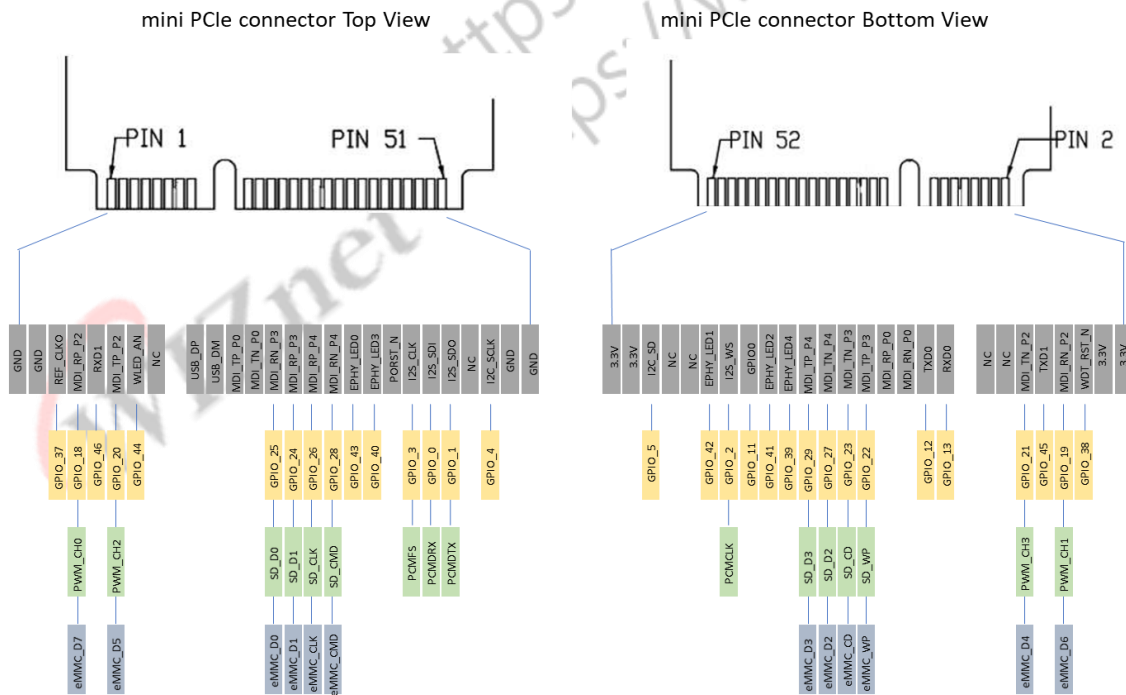 mini PCIe connector Top View
mini PCIe connector Bottom View
https
https://w
PIN 1
PIN 51
PIN 52
PIN 2
WIZnet
GND
GND
REF_CLKO
MDI_RP_P2
RXD1
MDI_TP_P2
WLED_AN
NC
USB_DP
USB_DM
MDI_TP_P0
MDI_TN_P0
MDI_RN_P3
MDI_RP_P3
MDI_RP_P4
MDI_RN_P4
EPHY_LED0
EPHY_LED3
PORST_N
I2S_CLK
I2S_SDI
I2S_SDO
NC
I2C_SCLK
GND
GND
3.3V
3.3V
I2C_SD
NC
NC
EPHY_LED1
I2S_WS
GPIO0
EPHY_LED2
EPHY_LED4
MDI_TP_P4
MDI_TN_P4
MDI_TN_P3
MDI_TP_P3
MDI_RP_P0
MDI_RN_P0
TXD0
RXD0
NC
NC
MDI_TN_P2
TXD1
MDI_RN_P2
WDT_RST_N
3.3V
3.3V
GPIO_37
GPIO_18
GPIO_46
GPIO_20
GPIO_44
GPIO_25
GPIO_24
GPIO_26
GPIO_28
GPIO_43
GPIO_40
GPIO_3
GPIO_0
GPIO_1
GPIO_4
GPIO_5
GPIO_42
GPIO_2
GPIO_11
GPIO_41
GPIO_39
GPIO_29
GPIO_27
GPIO_23
GPIO_22
GPIO_12
GPIO_13
GPIO_21
GPIO_45
GPIO_19
GPIO_38
PWM_CH0
PWM_CH2
SD_D0
SD_D1
SD_CLK
SD_CMD
PCMFS
PCMDRX
PCMDTX
PCMCLK
SD_D3
SD_D2
SD_CD
SD_WP
PWM_CH3
PWM_CH1
eMMC_D7
eMMC_D5
eMMC_D0
eMMC_D1
eMMC_CLK
eMMC_CMD
eMMC_D3
eMMC_D2
eMMC_CD
eMMC_WP
eMMC_D4
eMMC_D6